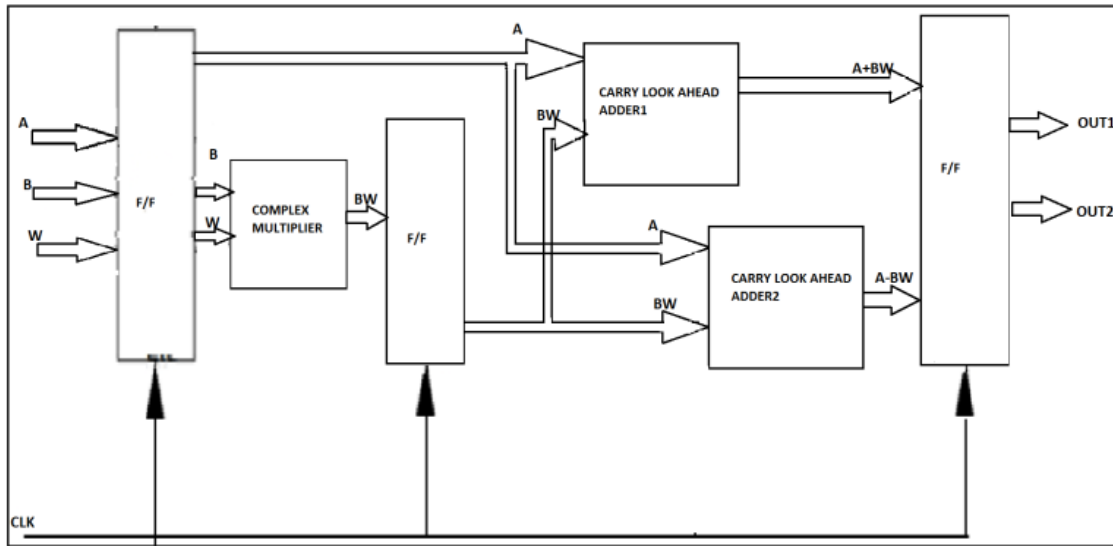 A
B
W
F/F
B
W
COMPLEX
MULTIPLIER
BW
F/F
A
BW
CARRY LOOK AHEAD
ADDER1
A+BW
A
BW
CARRY LOOK AHEAD
ADDER2
A-BW
F/F
OUT1
OUT2
CLK